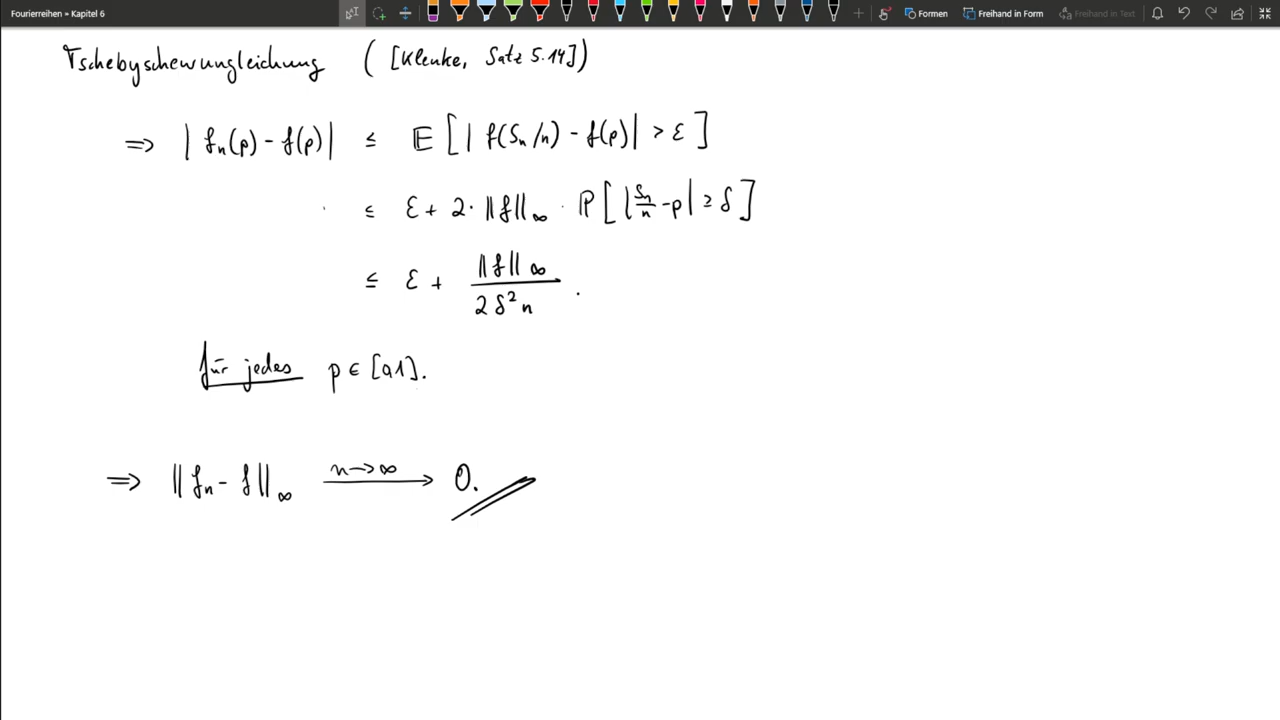 Fourierreihen » Kapitel 6
Formen
Freihand in Form
Freihand in Text
Tschebyschewungleichung ([Klenke, Satz 5.14])
⇒ |fₙ(p) - f(p)| ≤ 𝔼[|f(Sₙ/n) - f(p)| > ε]
≤ ε + 2·‖f‖∞ · ℙ[|Sₙ/n - p| ≥ δ]
≤ ε + ‖f‖∞ / 2δ²n .
für jedes p ∈ [0,1].
⇒ ‖fₙ - f‖∞ —n→∞→ 0.